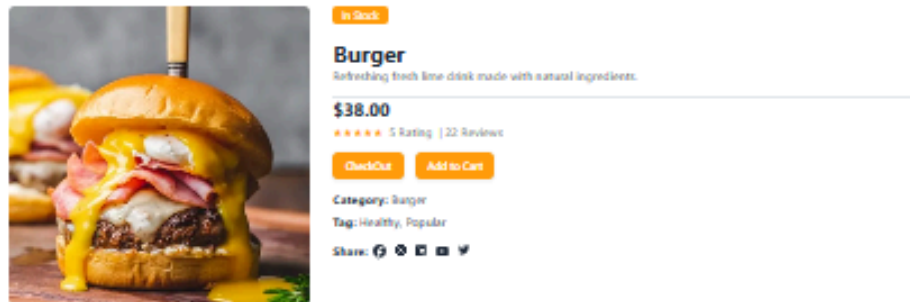 In Stock
Burger
Refreshing fresh lime drink made with natural ingredients.
$38.00
★★★★★ 5 Rating | 22 Reviews
CheckOut Add to Cart
Category: Burger
Tag: Healthy, Popular
Share: